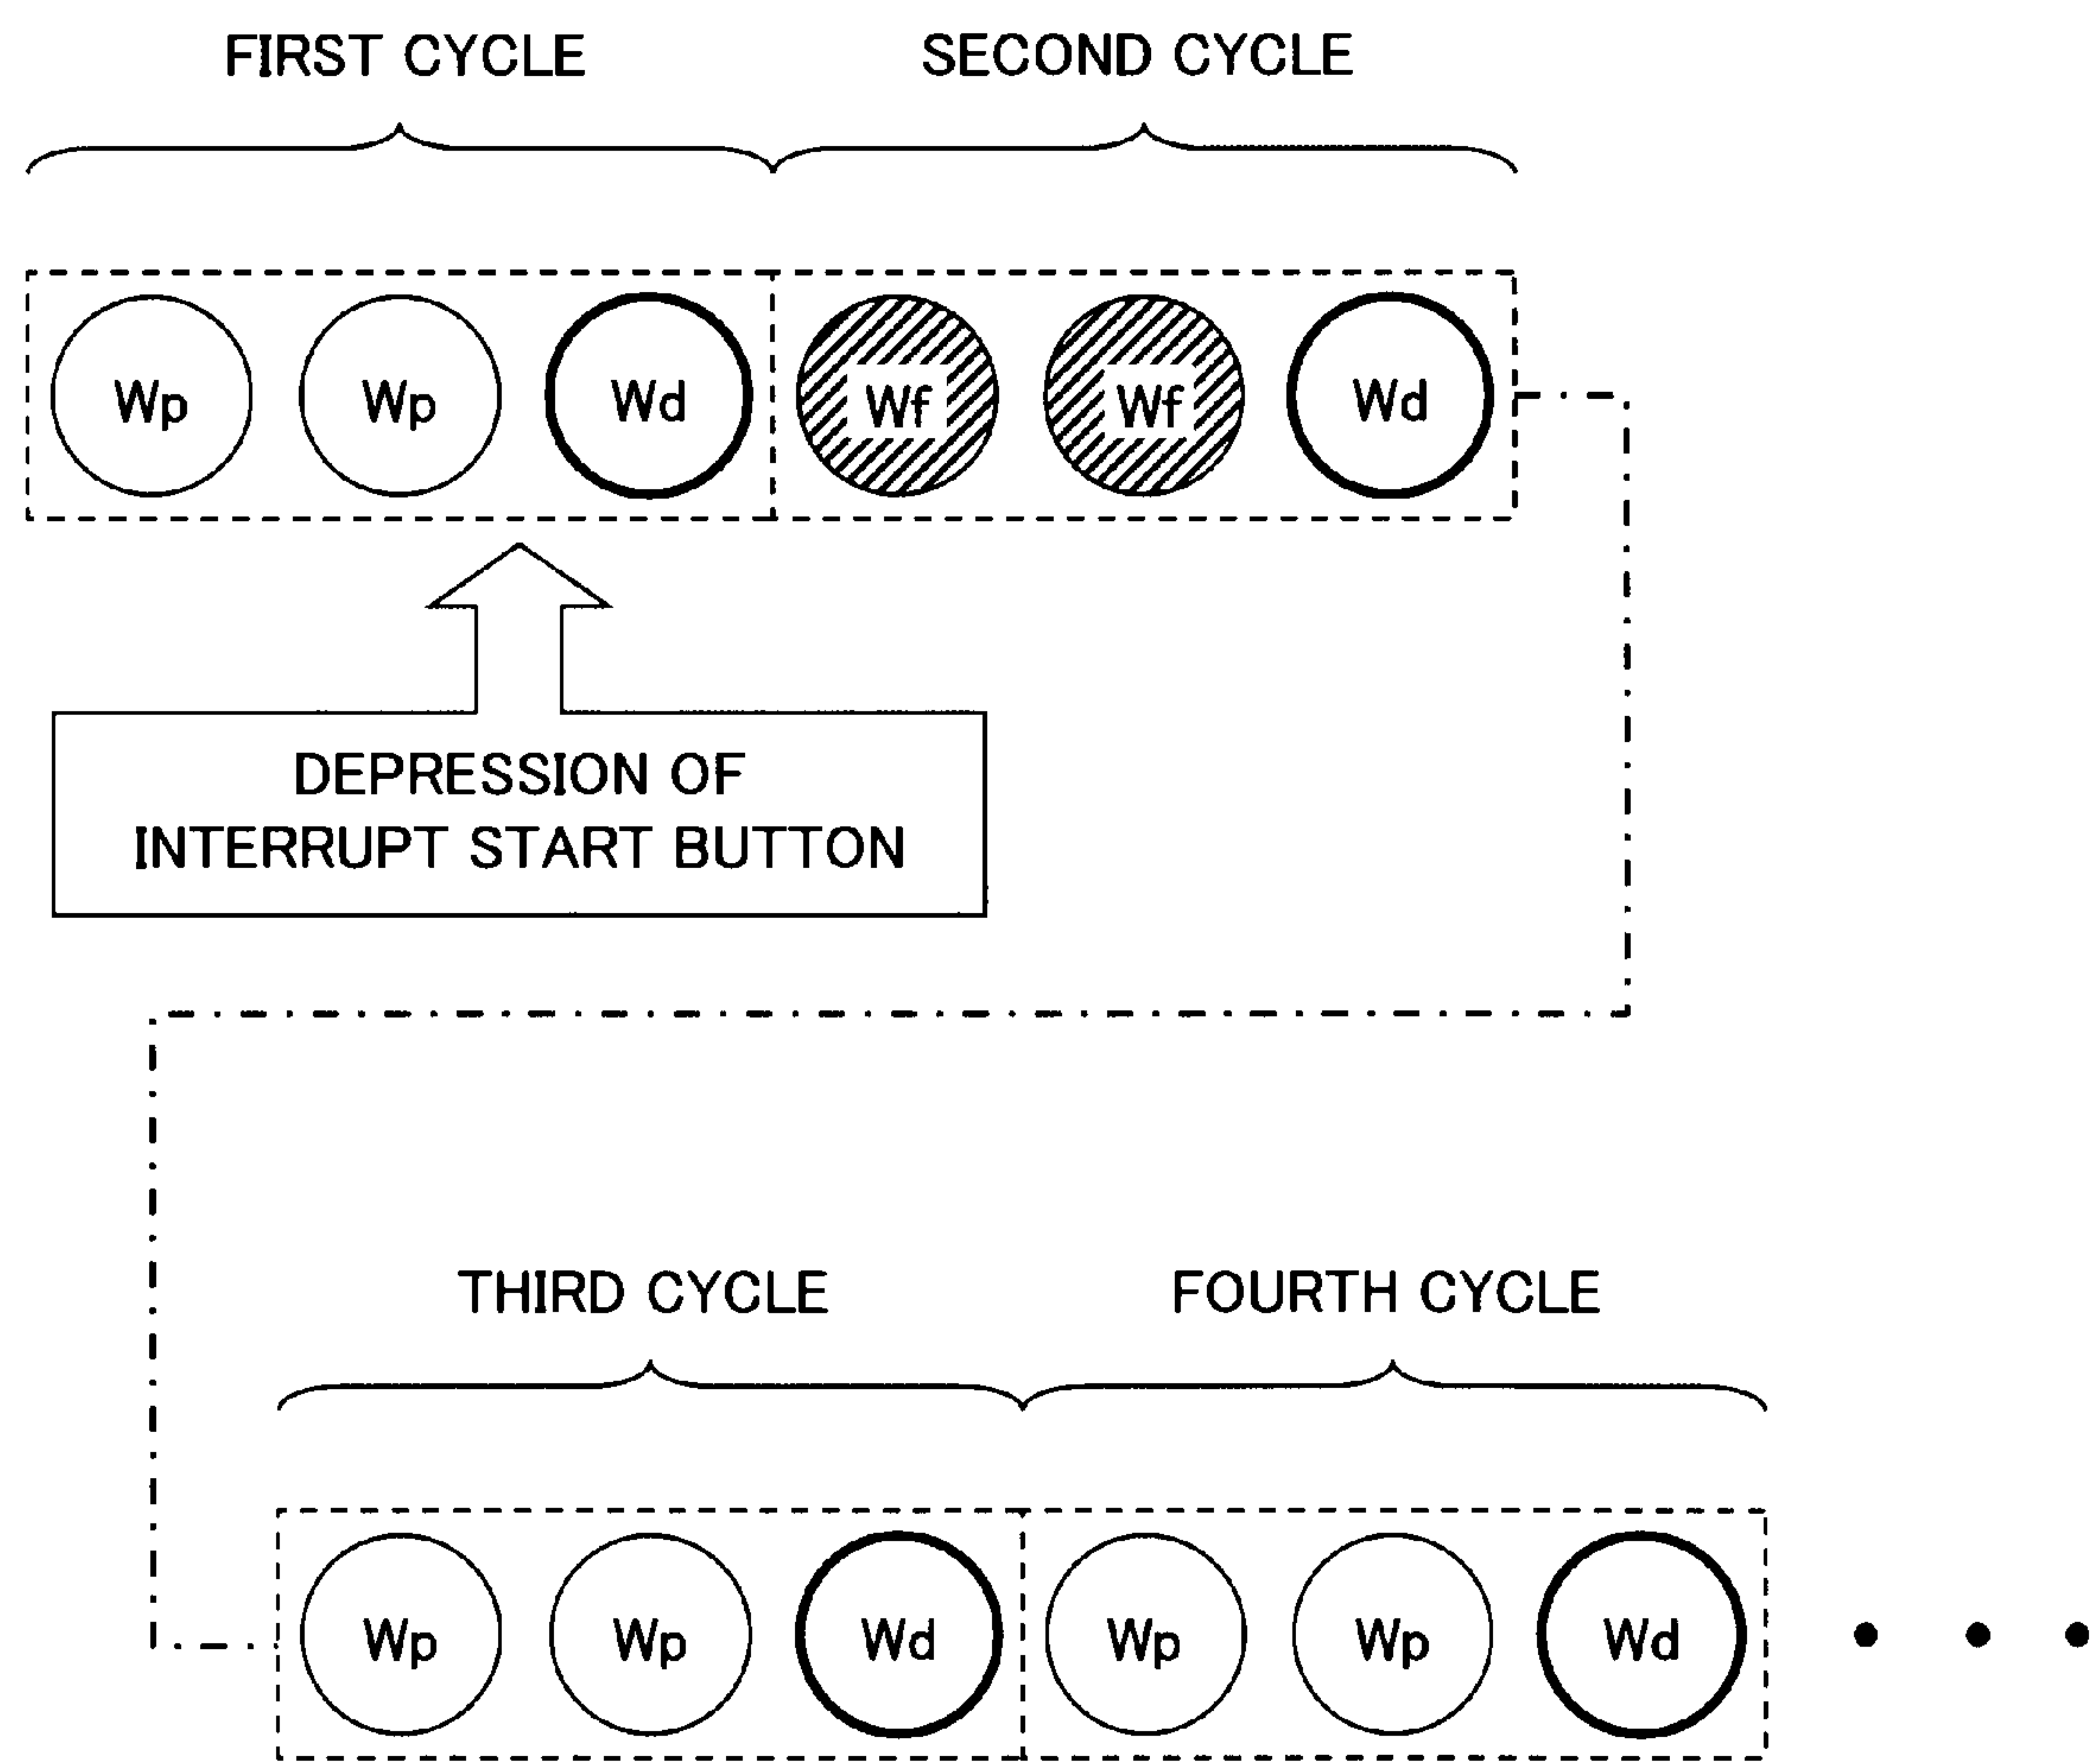 FIRST CYCLE SECOND CYCLE
Wp Wp Wd Wf Wf Wd
DEPRESSION OF
INTERRUPT START BUTTON
THIRD CYCLE FOURTH CYCLE
Wp Wp Wd Wp Wp Wd